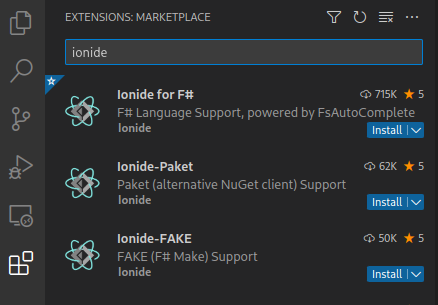 EXTENSIONS: MARKETPLACE
ionide
Ionide for F# 715K 5
F# Language Support, powered by FsAutoComplete
Ionide Install
Ionide-Paket 62K 5
Paket (alternative NuGet client) Support
Ionide Install
Ionide-FAKE 50K 5
FAKE (F# Make) Support
Ionide Install